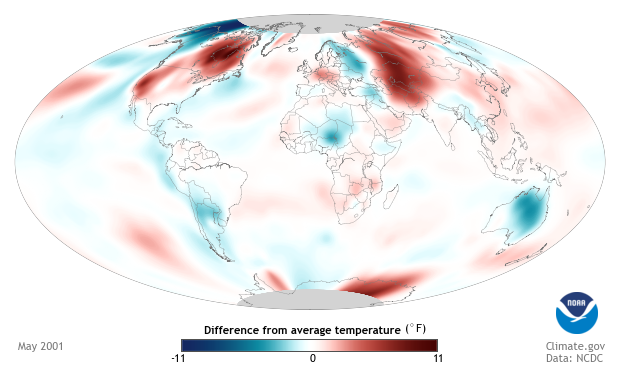 NOAA
Difference from average temperature (°F)
May 2001
-11
0
11
Climate.gov
Data: NCDC